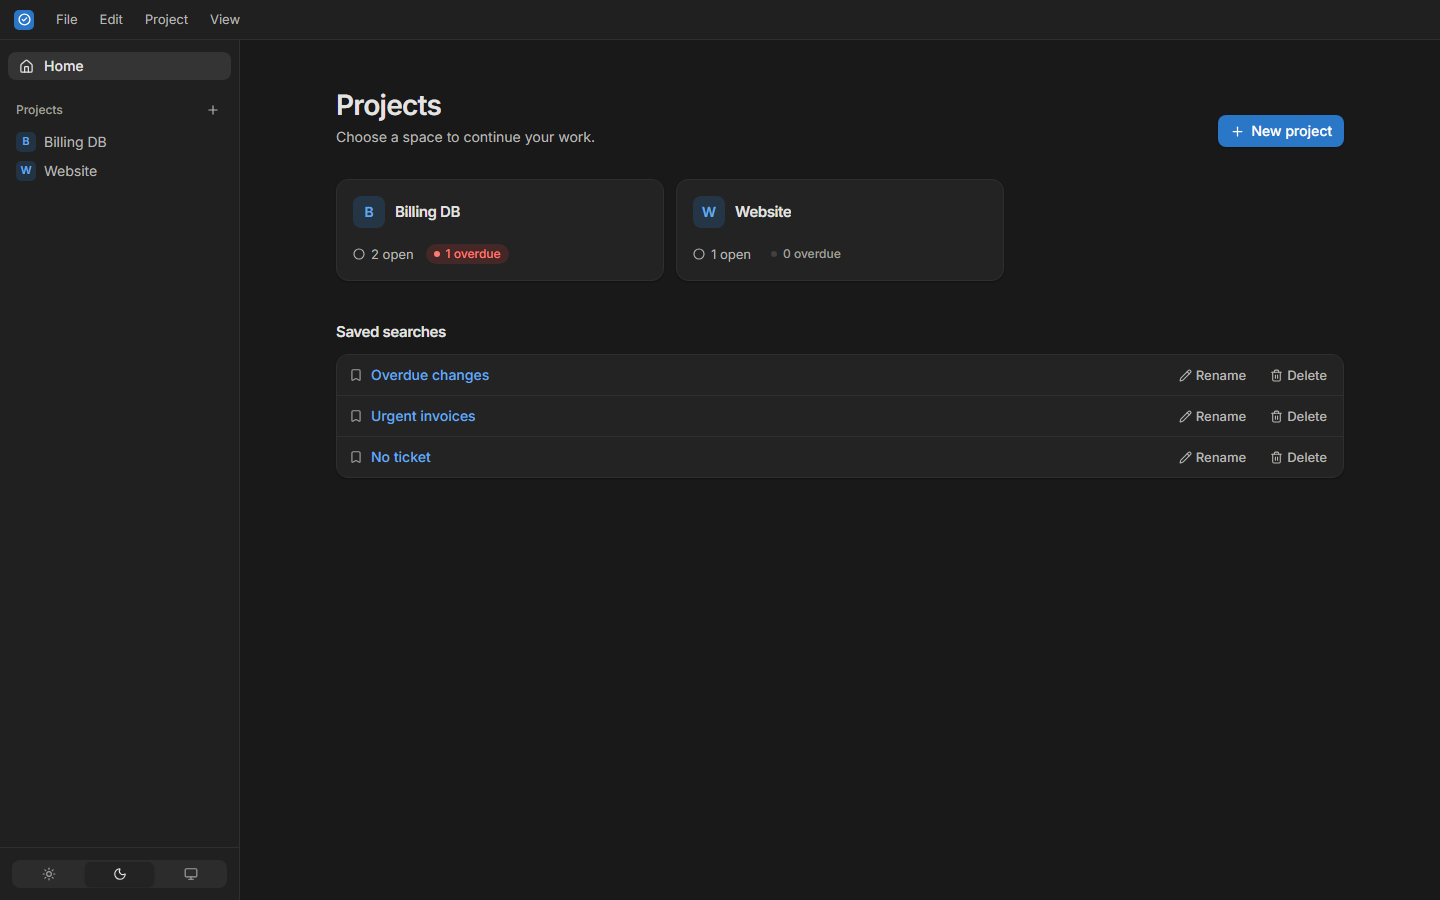 File Edit Project View
Home
Projects
B Billing DB
W Website
Projects
Choose a space to continue your work.
New project
B Billing DB
2 open 1 overdue
W Website
1 open 0 overdue
Saved searches
Overdue changes Rename Delete
Urgent invoices Rename Delete
No ticket Rename Delete